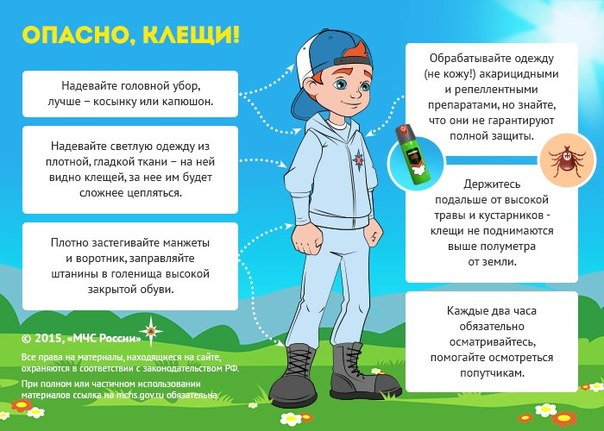 ОПАСНО, КЛЕЩИ!
Надевайте головной убор,
лучше – косынку или капюшон.
Надевайте светлую одежду из
плотной, гладкой ткани – на ней
видно клещей, за нее им будет
сложнее цепляться.
Плотно застегивайте манжеты
и воротник, заправляйте
штанины в голенища высокой
закрытой обуви.
Обрабатывайте одежду
(не кожу!) акарицидными
и репеллентными
препаратами, но знайте,
что они не гарантируют
полной защиты.
Держитесь
подальше от высокой
травы и кустарников -
клещи не поднимаются
выше полуметра
от земли.
Каждые два часа
обязательно
осматривайтесь,
помогайте осмотреться
попутчикам.
© 2015, «МЧС России»
Все права на материалы, находящиеся на сайте,
охраняются в соответствии с законодательством РФ.
При полном или частичном использовании
материалов ссылка на mchs.gov.ru обязательна.